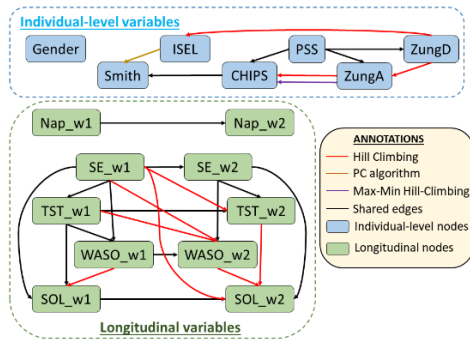 Individual-level variables
Gender
ISEL
PSS
ZungD
Smith
CHIPS
ZungA
Nap_w1
Nap_w2
SE_w1
SE_w2
TST_w1
TST_w2
WASO_w1
WASO_w2
SOL_w1
SOL_w2
Longitudinal variables
ANNOTATIONS
Hill Climbing
PC algorithm
Max-Min Hill-Climbing
Shared edges
Individual-level nodes
Longitudinal nodes